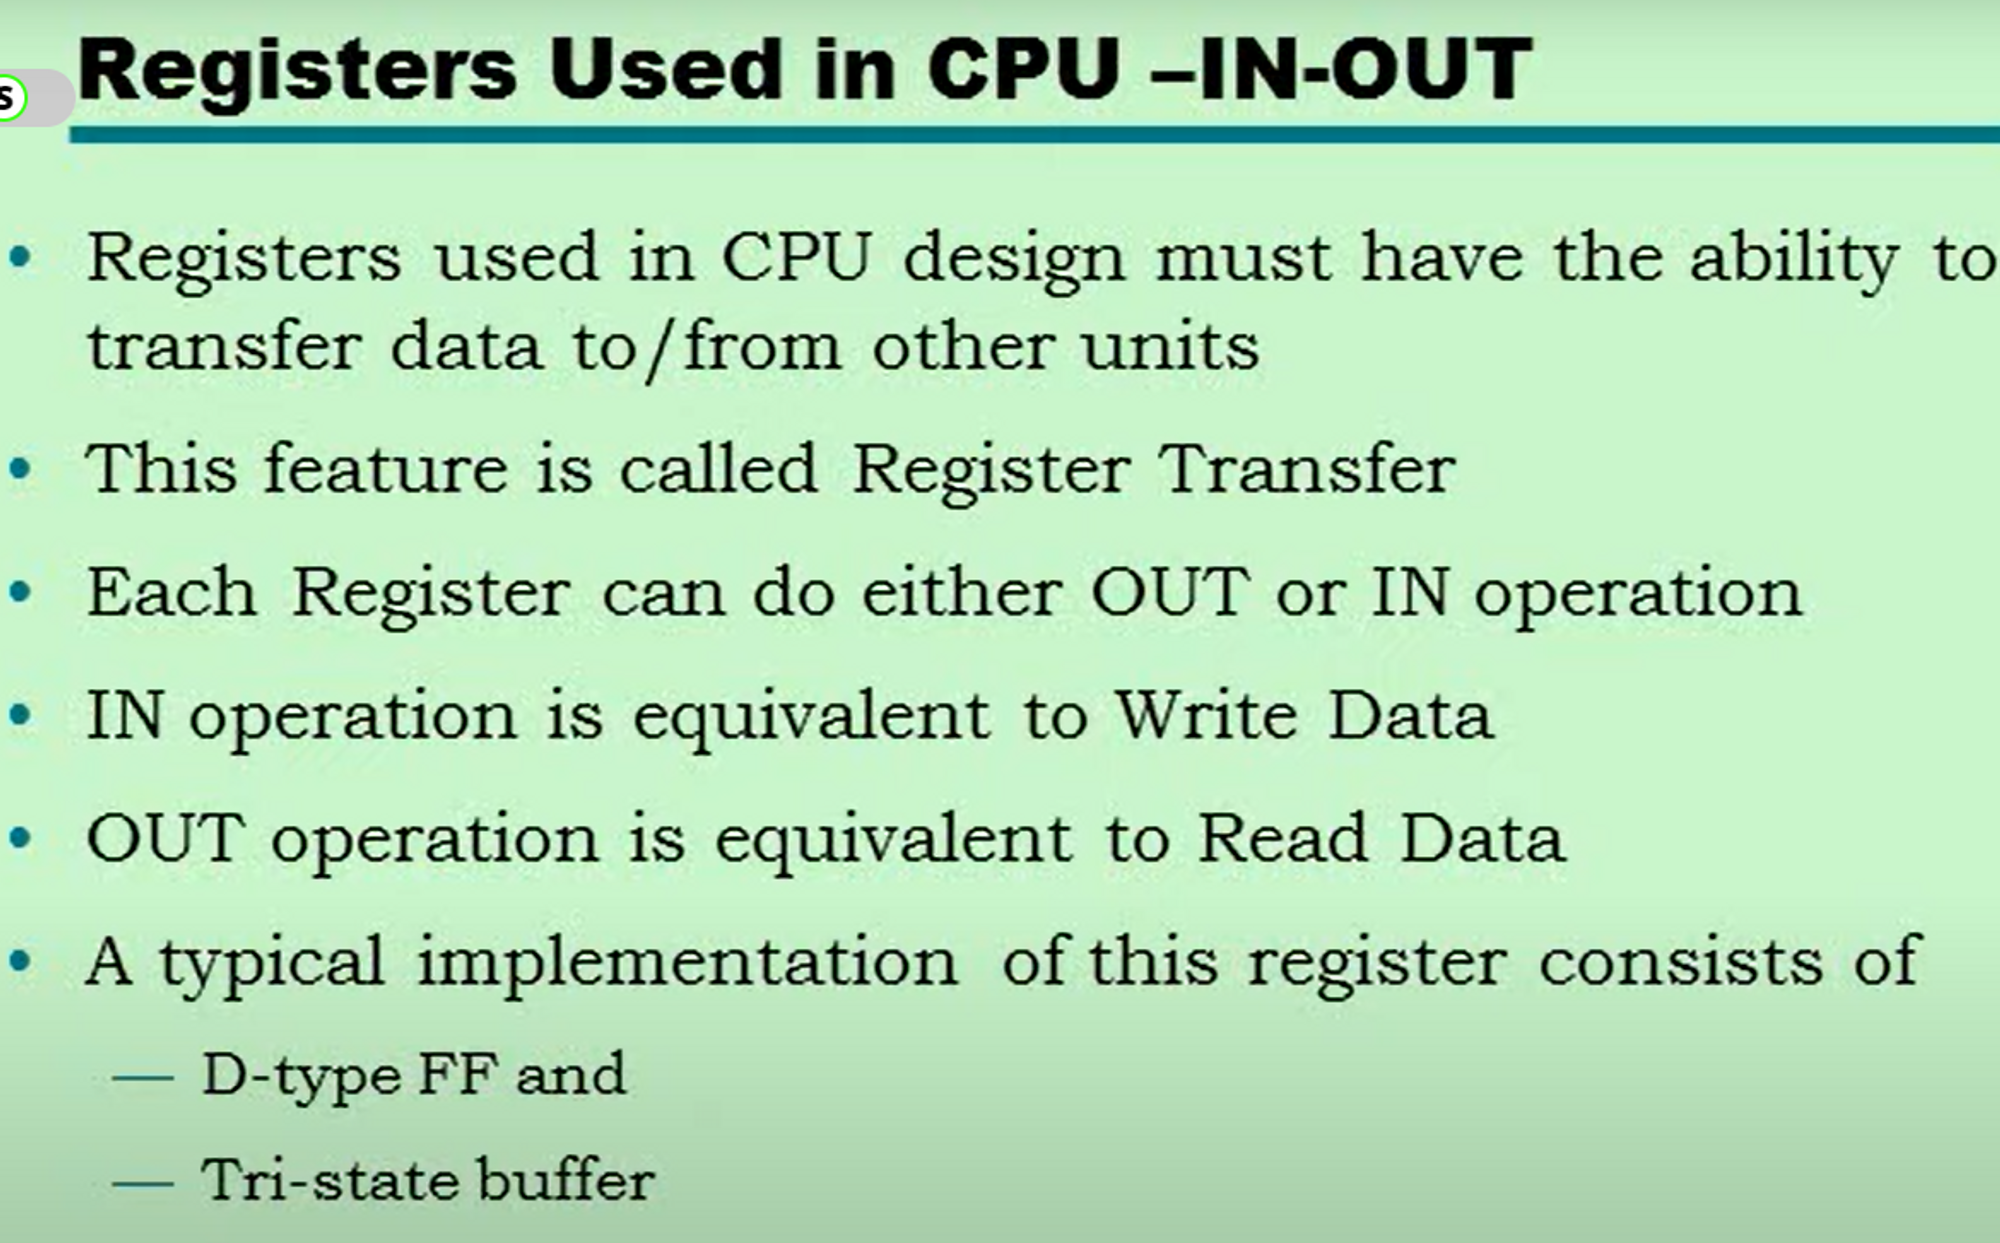 Registers Used in CPU –IN-OUT
s
• Registers used in CPU design must have the ability to
transfer data to/from other units
• This feature is called Register Transfer
• Each Register can do either OUT or IN operation
• IN operation is equivalent to Write Data
• OUT operation is equivalent to Read Data
• A typical implementation of this register consists of
— D-type FF and
— Tri-state buffer